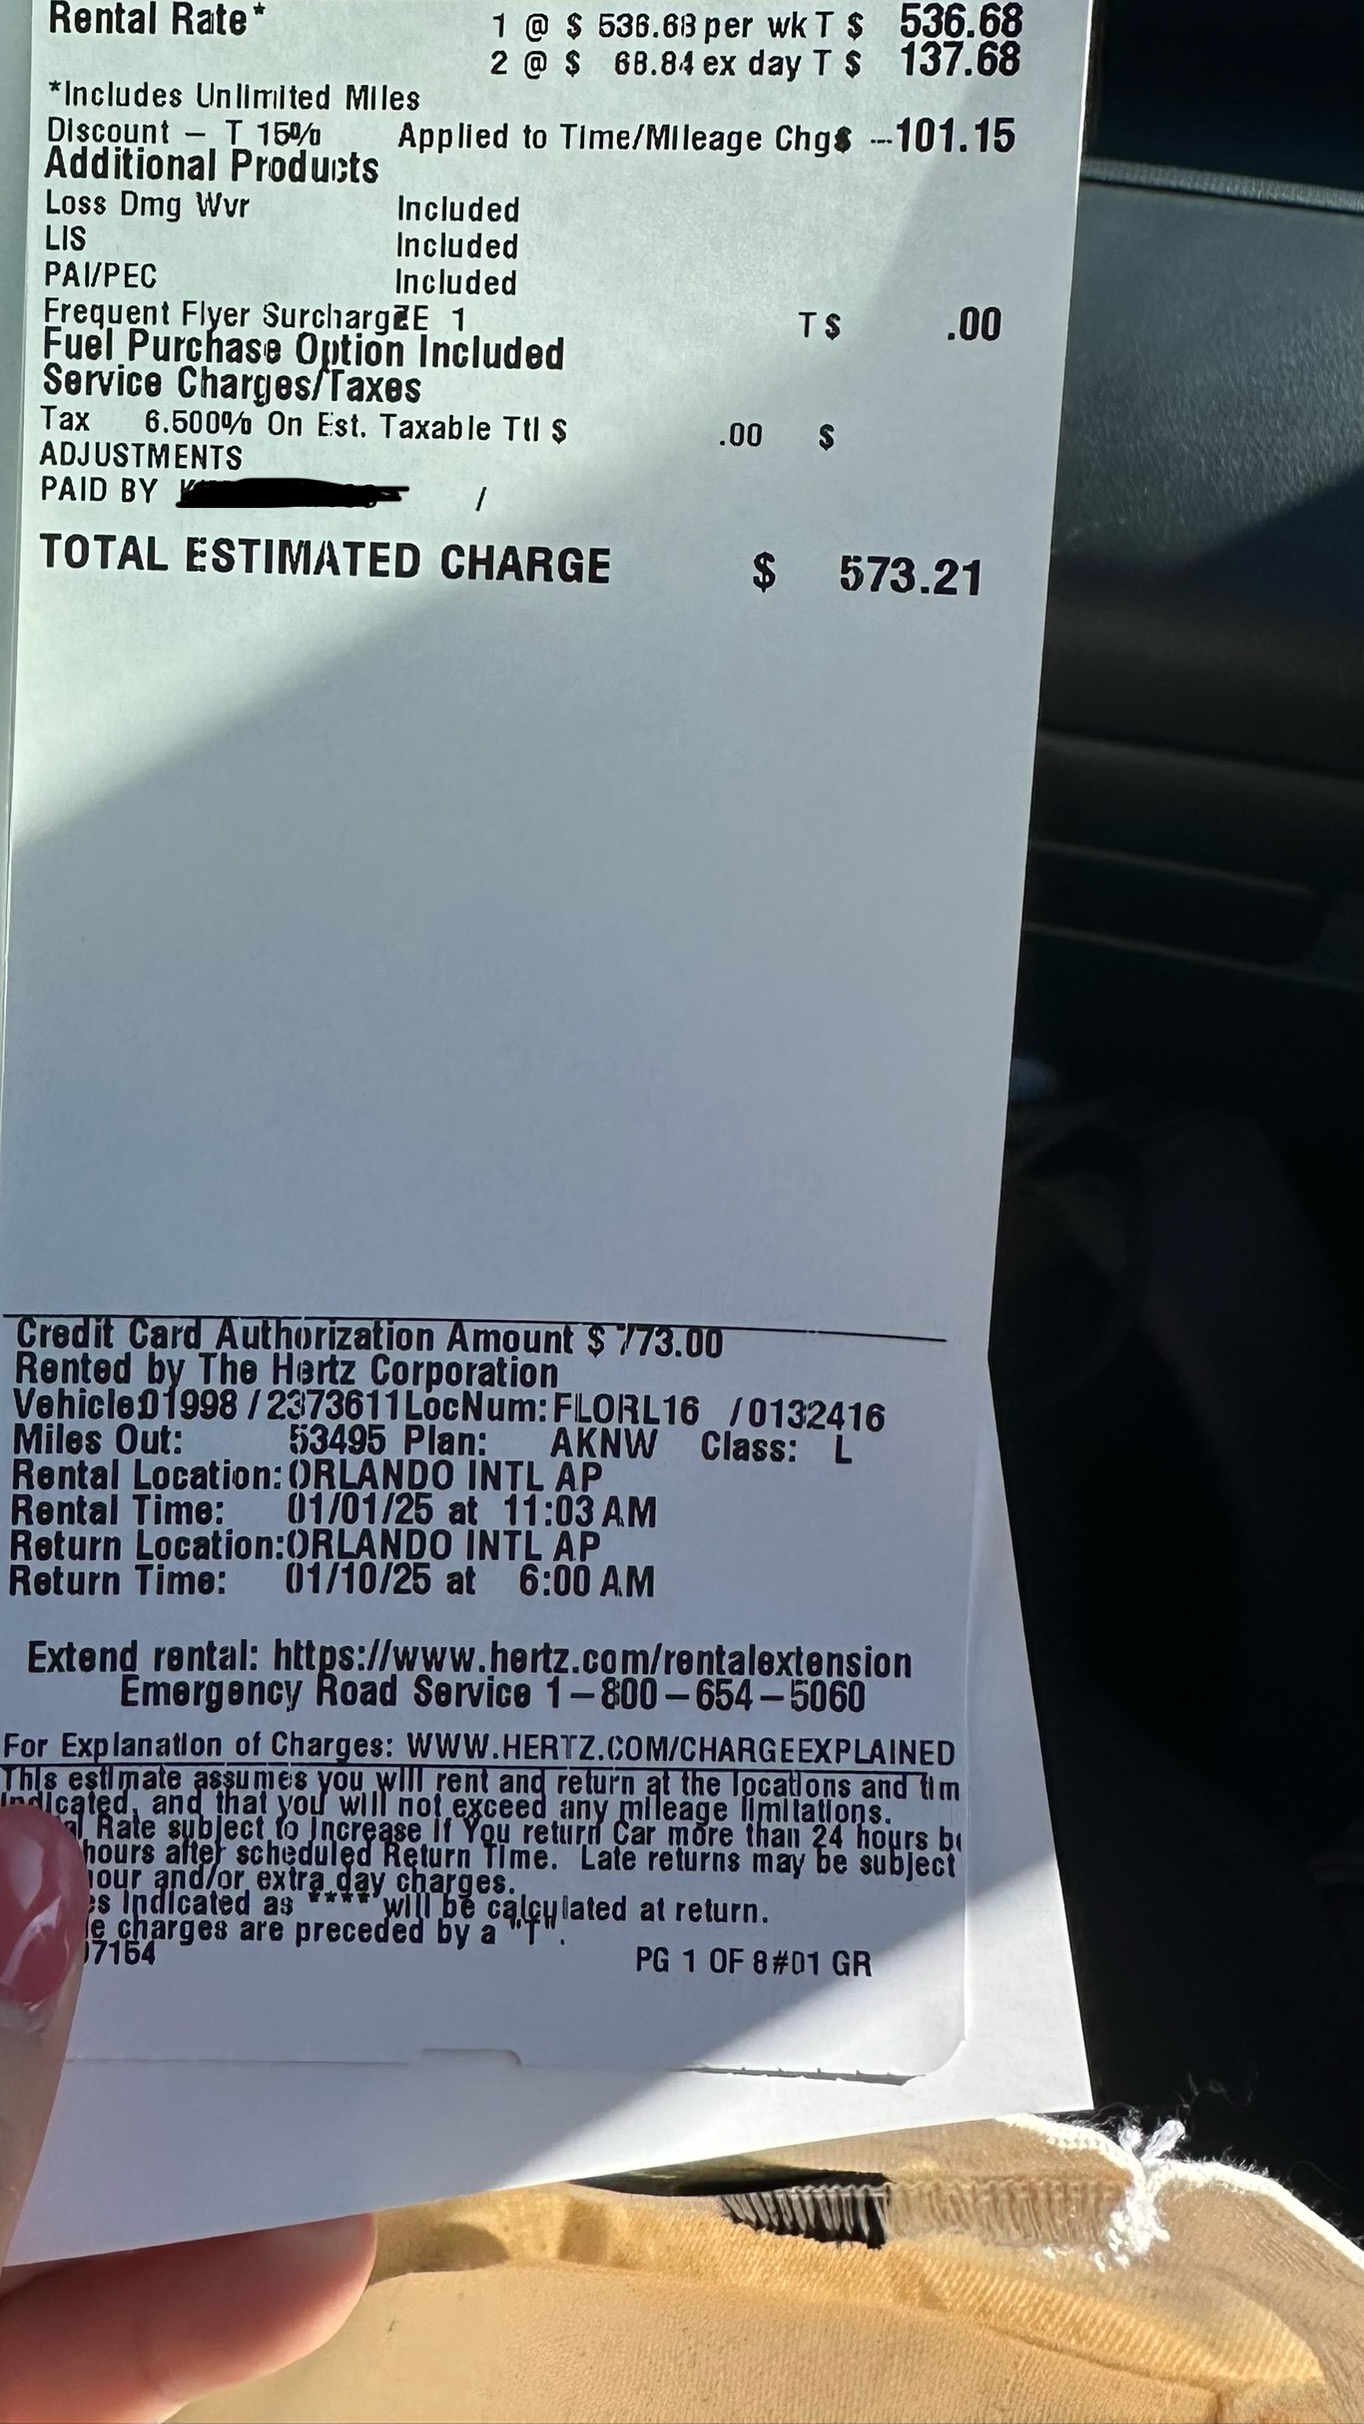 Rental Rate* 1 @ $ 536.68 per wk T $ 536.68
2 @ $ 68.84 ex day T $ 137.68
*Includes Unlimited Miles
Discount - T 15% Applied to Time/Mileage Chgs -101.15
Additional Products
Loss Dmg Wvr Included
LIS Included
PAI/PEC Included
Frequent Flyer Surcharg ZE 1 T $ .00
Fuel Purchase Option Included
Service Charges/Taxes
Tax 6.500% On Est. Taxable Ttl $ .00 $
ADJUSTMENTS
PAID BY /
TOTAL ESTIMATED CHARGE $ 573.21
Credit Card Authorization Amount $ 773.00
Rented by The Hertz Corporation
Vehicle:01998 / 2373611 LocNum: FLORL16 / 0132416
Miles Out: 53495 Plan: AKNW Class: L
Rental Location: ORLANDO INTL AP
Rental Time: 01/01/25 at 11:03 AM
Return Location: ORLANDO INTL AP
Return Time: 01/10/25 at 6:00 AM
Extend rental: https://www.hertz.com/rentalextension
Emergency Road Service 1-800-654-5060
For Explanation of Charges: WWW.HERTZ.COM/CHARGEEXPLAINED
This estimate assumes you will rent and return at the locations and tim
indicated, and that you will not exceed any mileage limitations.
Rate subject to increase if You return Car more than 24 hours
hours after scheduled Return Time. Late returns may be subject
hour and/or extra day charges.
indicated as **** will be calculated at return.
charges are preceded by a "T".
7154 PG 1 OF 8#01 GR